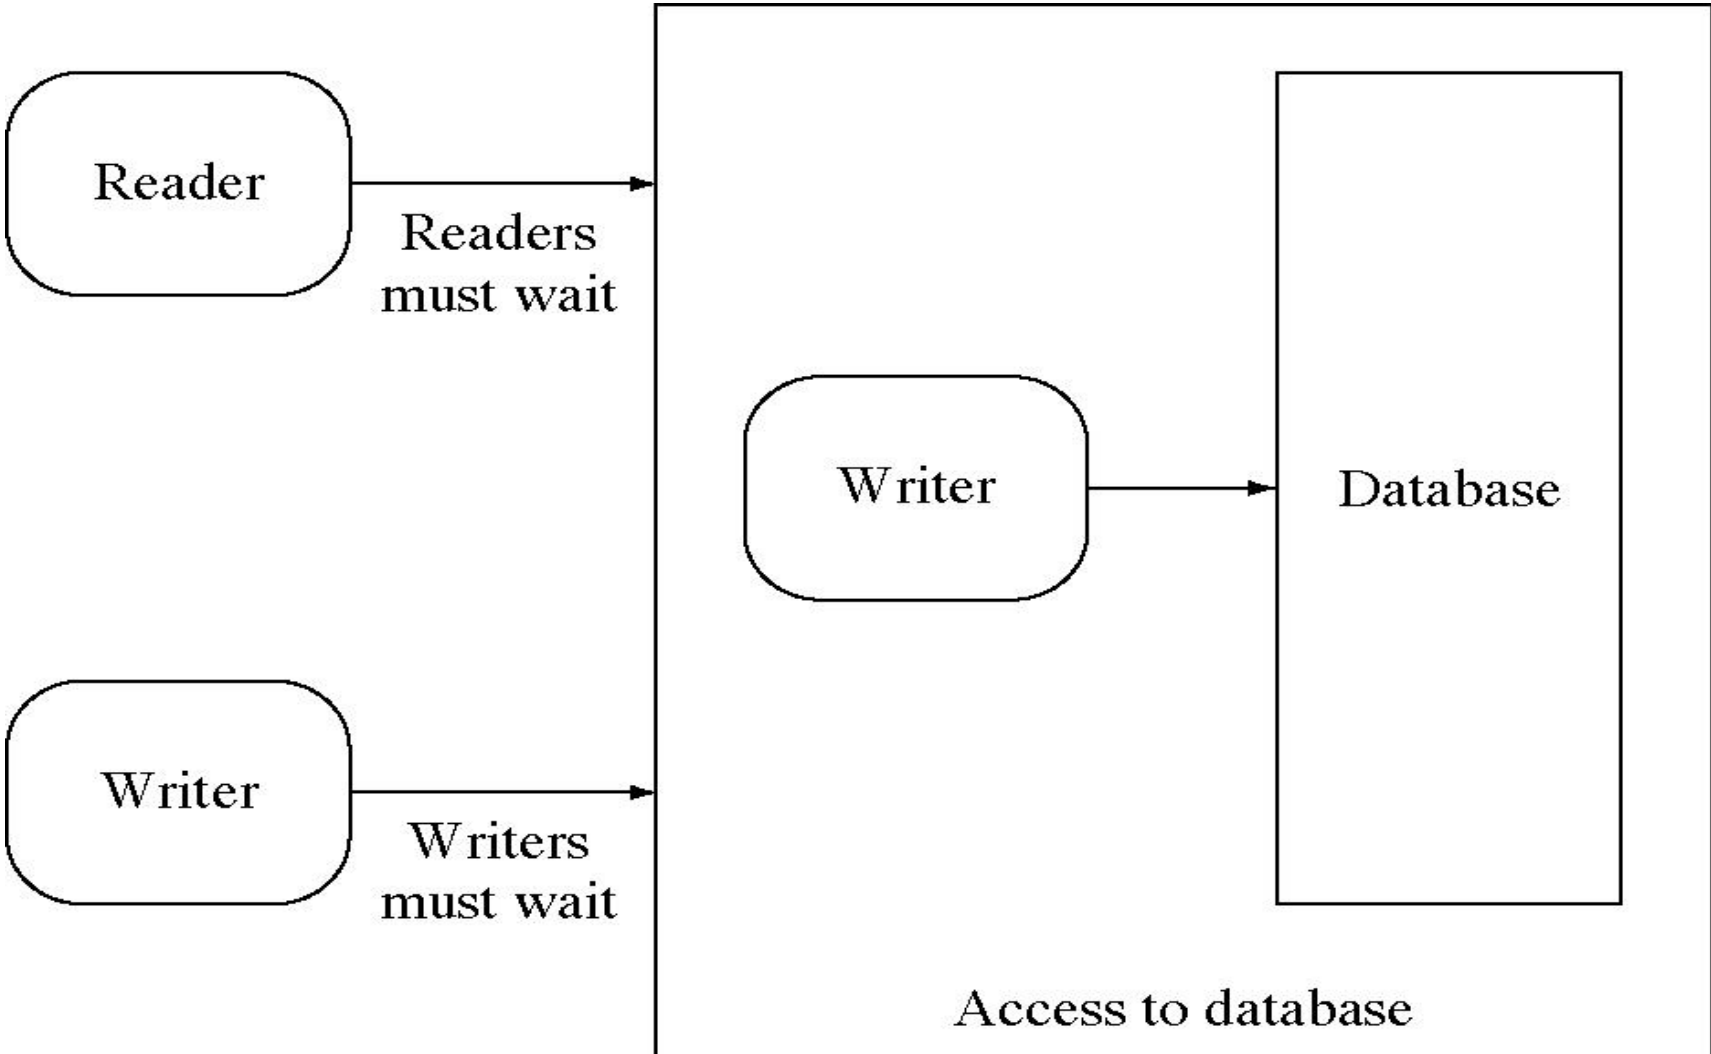 Reader
Readers
must wait
Writer
Database
Writer
Writers
must wait
Access to database